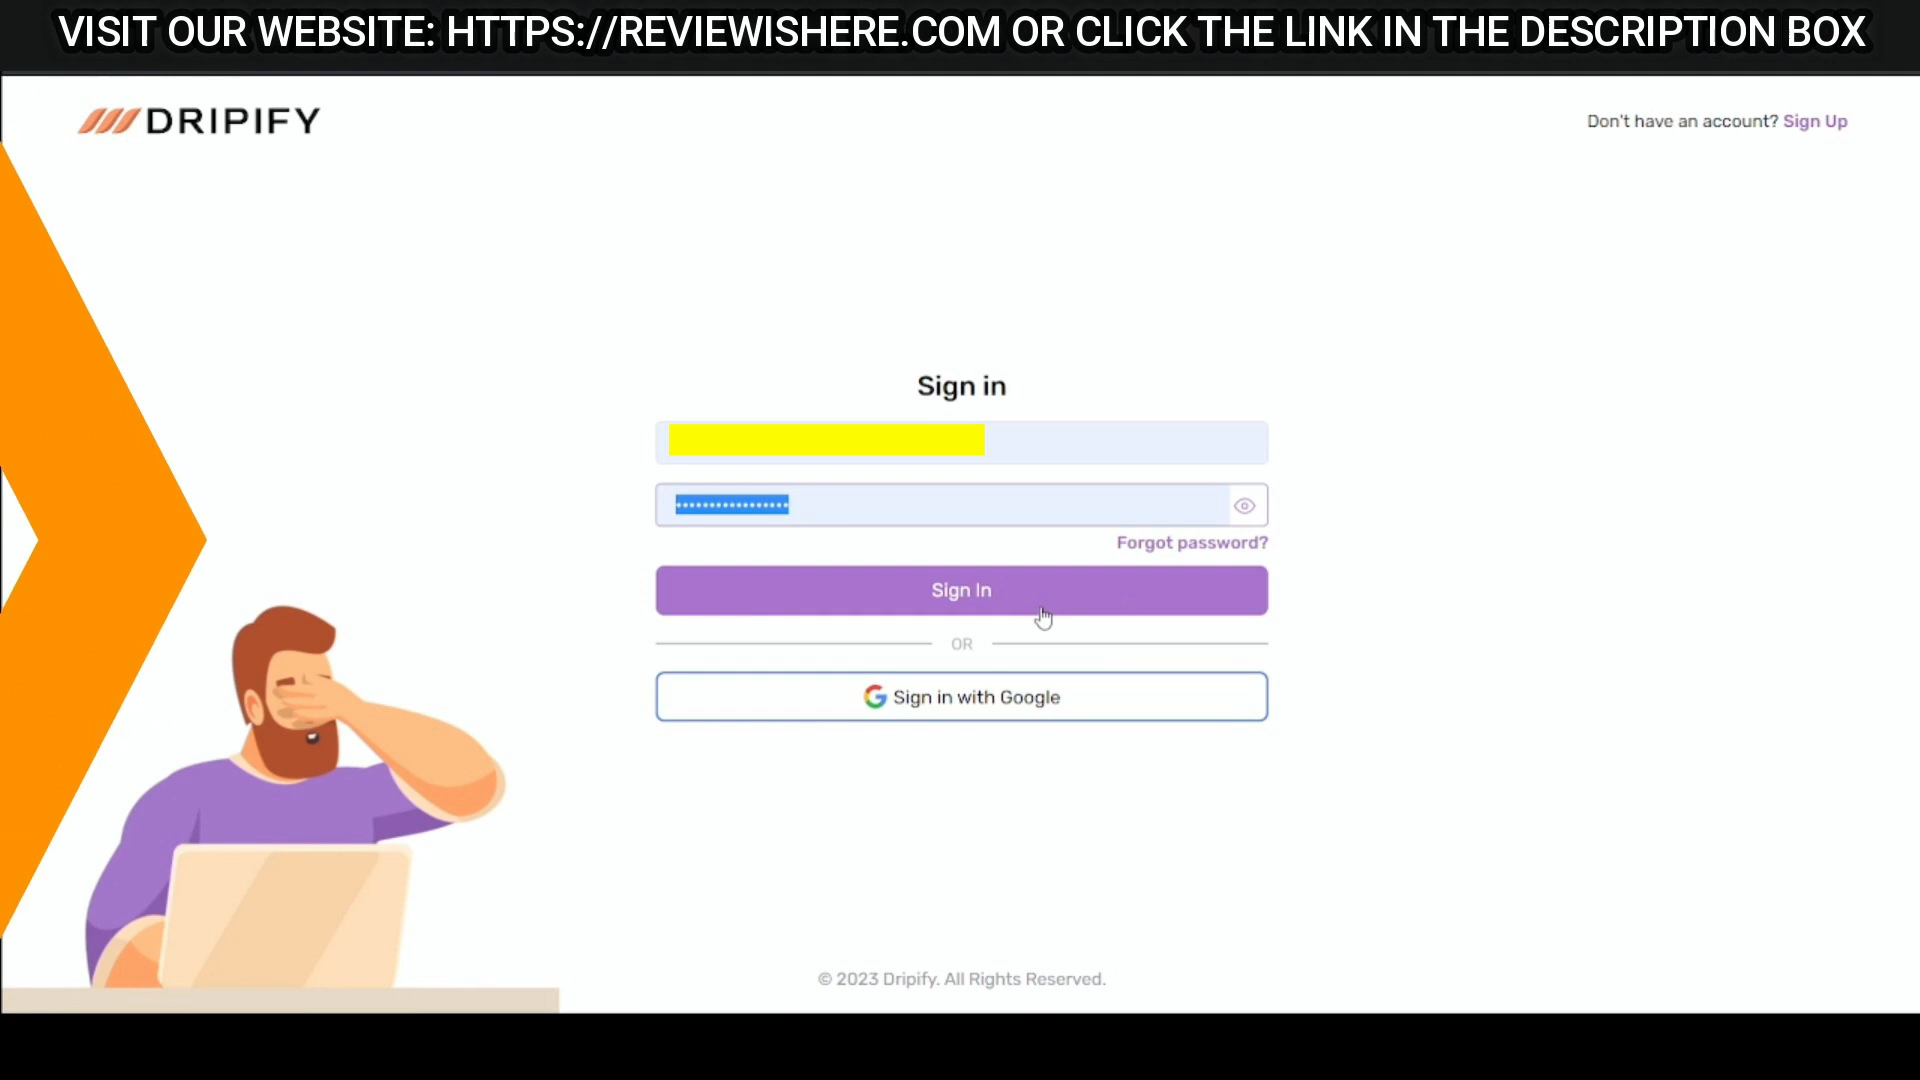 VISIT OUR WEBSITE: HTTPS://REVIEWISHERE.COM OR CLICK THE LINK IN THE DESCRIPTION BOX
DRIPIFY
Don't have an account? Sign Up
Sign in
Forgot password?
Sign In
OR
Sign in with Google
© 2023 Dripify. All Rights Reserved.